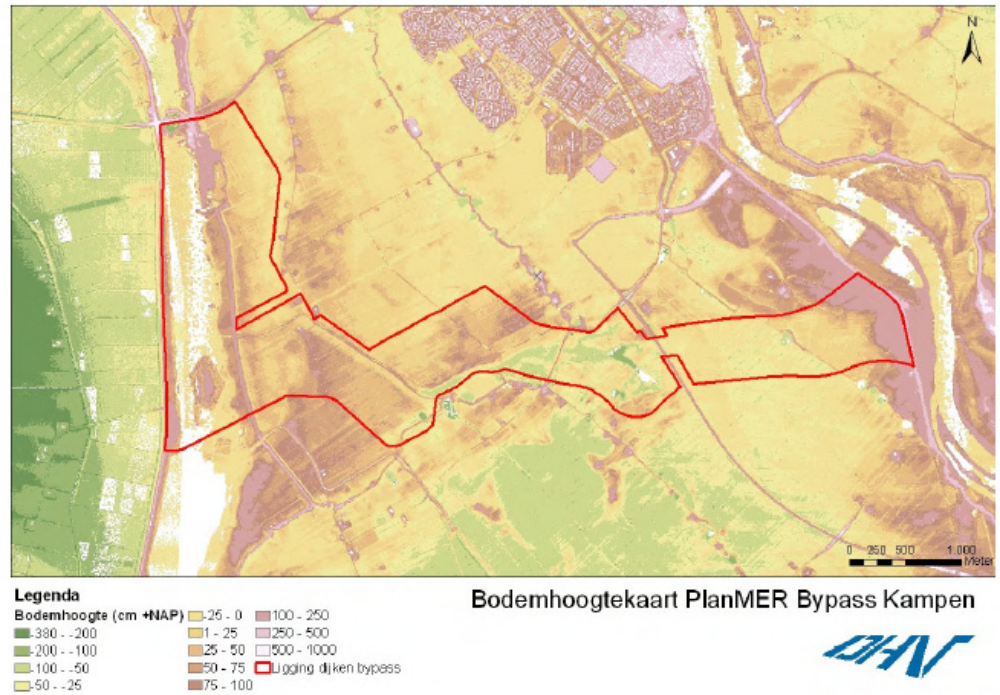 N
0 250 500 1.000
Meter
Legenda
Bodemhoogte (cm +NAP)
-380 - -200
-200 - -100
-100 - -50
-50 - -25
-25 - 0
1 - 25
25 - 50
50 - 75
75 - 100
100 - 250
250 - 500
500 - 1000
Ligging dijken bypass
Bodemhoogtekaart PlanMER Bypass Kampen
DHV